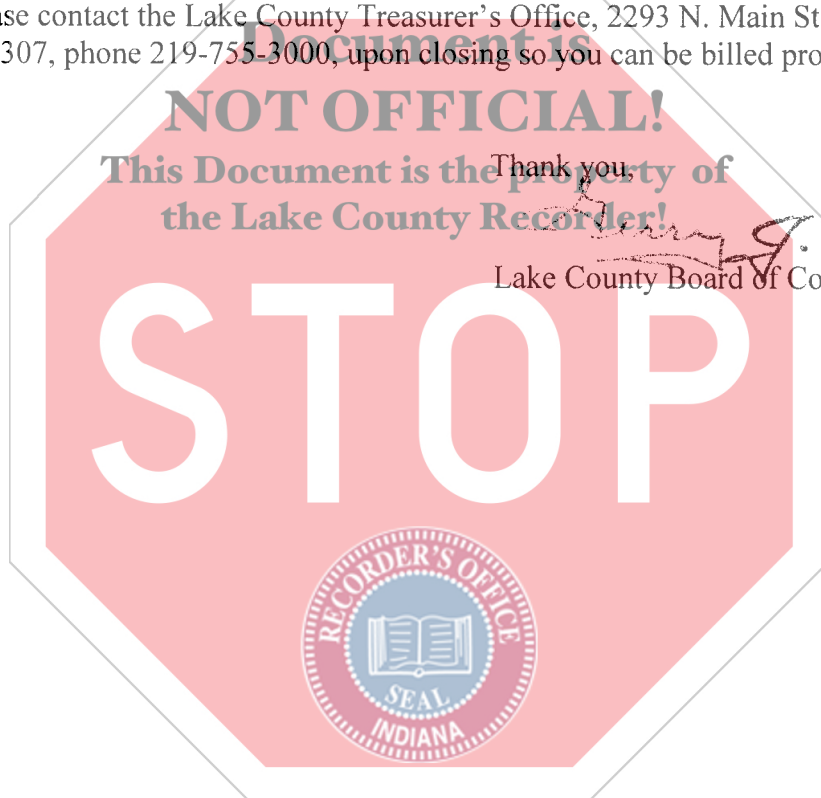 ase contact the Lake County Treasurer's Office, 2293 N. Main St
307, phone 219-755-3000, upon closing so you can be billed pro
Document is
NOT OFFICIAL!
This Document is the property of
the Lake County Recorder!
Thank you,
Lake County Board of Co
STOP
RECORDER'S OFFICE
SEAL
INDIANA